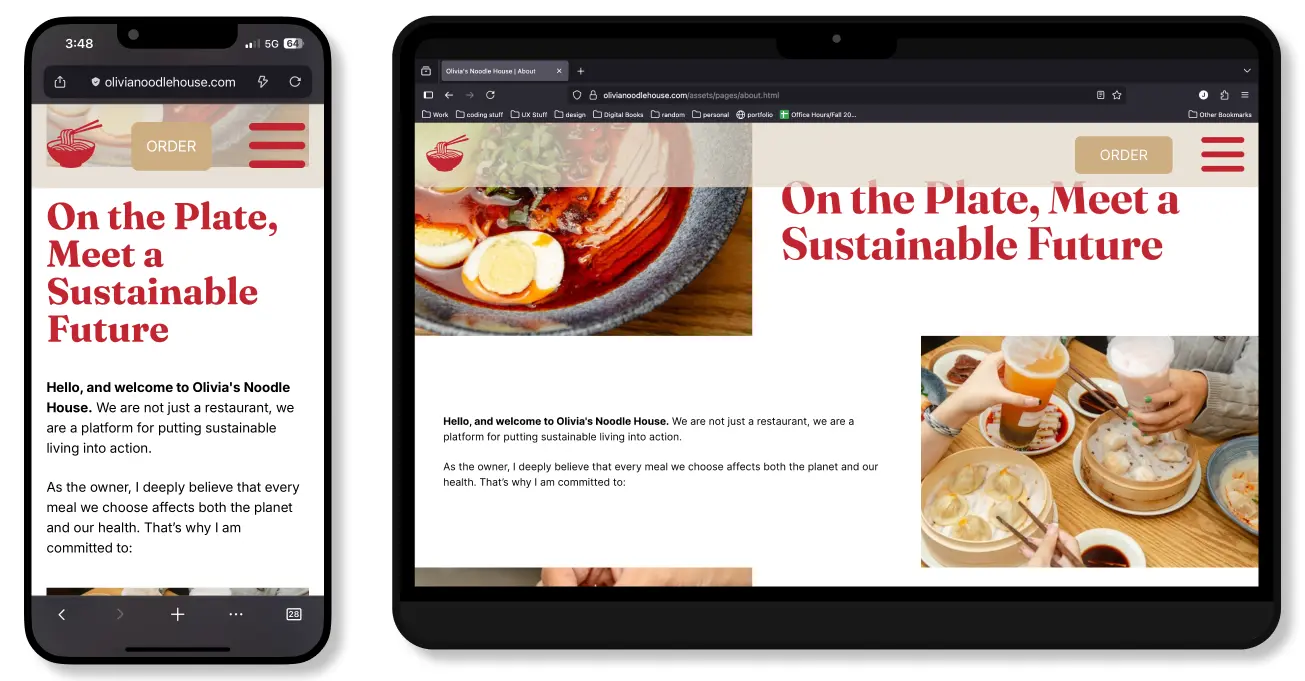 3:48
5G 64
olivianoodlehouse.com
ORDER
On the Plate,
Meet a
Sustainable
Future
Hello, and welcome to Olivia's Noodle
House. We are not just a restaurant, we
are a platform for putting sustainable
living into action.
As the owner, I deeply believe that every
meal we choose affects both the planet
and our health. That’s why I am
committed to:
28
Olivia's Noodle House | About
olivianoodlehouse.com/assets/pages/about.html
J
Work coding stuff UX Stuff design Digital Books random personal portfolio Office Hours/Fall 20... Other Bookmarks
ORDER
On the Plate, Meet a
Sustainable Future
Hello, and welcome to Olivia's Noodle House. We are not just a restaurant, we are a
platform for putting sustainable living into action.
As the owner, I deeply believe that every meal we choose affects both the planet and our
health. That’s why I am committed to: